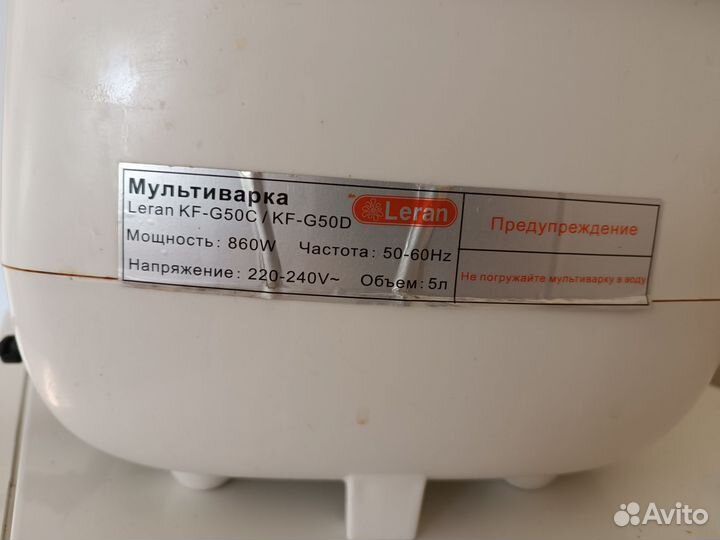 Мультиварка
Leran KF-G50C / KF-G50D
Leran
Мощность: 860W Частота: 50-60Hz
Напряжение: 220-240V~ Объем: 5л
Предупреждение
Не погружайте мультиварку в воду
Avito